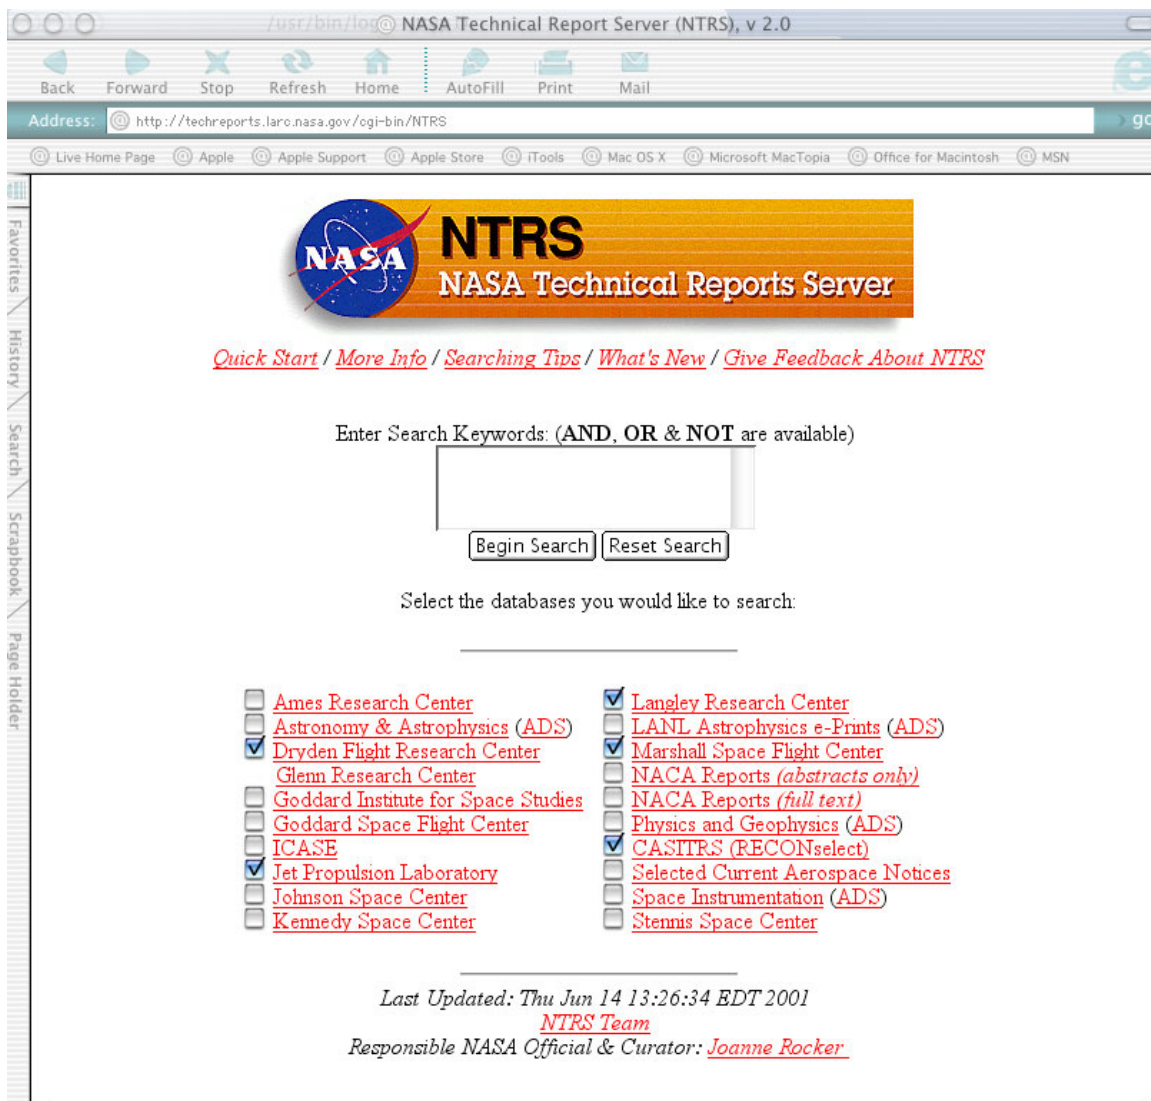 /usr/bin/log NASA Technical Report Server (NTRS), v 2.0
Back Forward Stop Refresh Home AutoFill Print Mail
Address: http://techreports.larc.nasa.gov/cgi-bin/NTRS go
Live Home Page Apple Apple Support Apple Store iTools Mac OS X Microsoft MacTopia Office for Macintosh MSN
Favorites
History
Search
Scrapbook
Page Holder
NASA
NTRS
NASA Technical Reports Server
Quick Start / More Info / Searching Tips / What's New / Give Feedback About NTRS
Enter Search Keywords: (AND, OR & NOT are available)
Begin Search Reset Search
Select the databases you would like to search:
Ames Research Center
Astronomy & Astrophysics (ADS)
Dryden Flight Research Center
Glenn Research Center
Goddard Institute for Space Studies
Goddard Space Flight Center
ICASE
Jet Propulsion Laboratory
Johnson Space Center
Kennedy Space Center
Langley Research Center
LANL Astrophysics e-Prints (ADS)
Marshall Space Flight Center
NACA Reports (abstracts only)
NACA Reports (full text)
Physics and Geophysics (ADS)
CASITRS (RECONselect)
Selected Current Aerospace Notices
Space Instrumentation (ADS)
Stennis Space Center
Last Updated: Thu Jun 14 13:26:34 EDT 2001
NTRS Team
Responsible NASA Official & Curator: Joanne Rocker